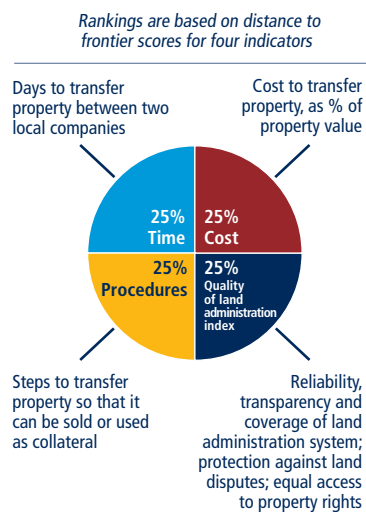 Rankings are based on distance to
frontier scores for four indicators
Days to transfer
property between two
local companies
Cost to transfer
property, as % of
property value
25%
Time
25%
Cost
25%
Procedures
25%
Quality
of land
administration
index
Steps to transfer
property so that it
can be sold or used
as collateral
Reliability,
transparency and
coverage of land
administration system;
protection against land
disputes; equal access
to property rights